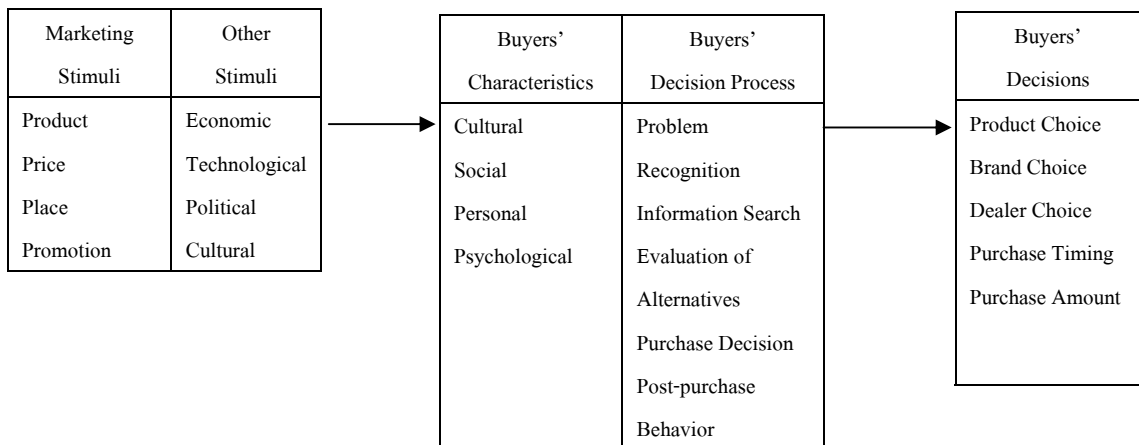 Marketing
Stimuli
Other
Stimuli
Product
Price
Place
Promotion
Economic
Technological
Political
Cultural
Buyers’
Characteristics
Buyers’
Decision Process
Cultural
Social
Personal
Psychological
Problem
Recognition
Information Search
Evaluation of
Alternatives
Purchase Decision
Post-purchase
Behavior
Buyers’
Decisions
Product Choice
Brand Choice
Dealer Choice
Purchase Timing
Purchase Amount